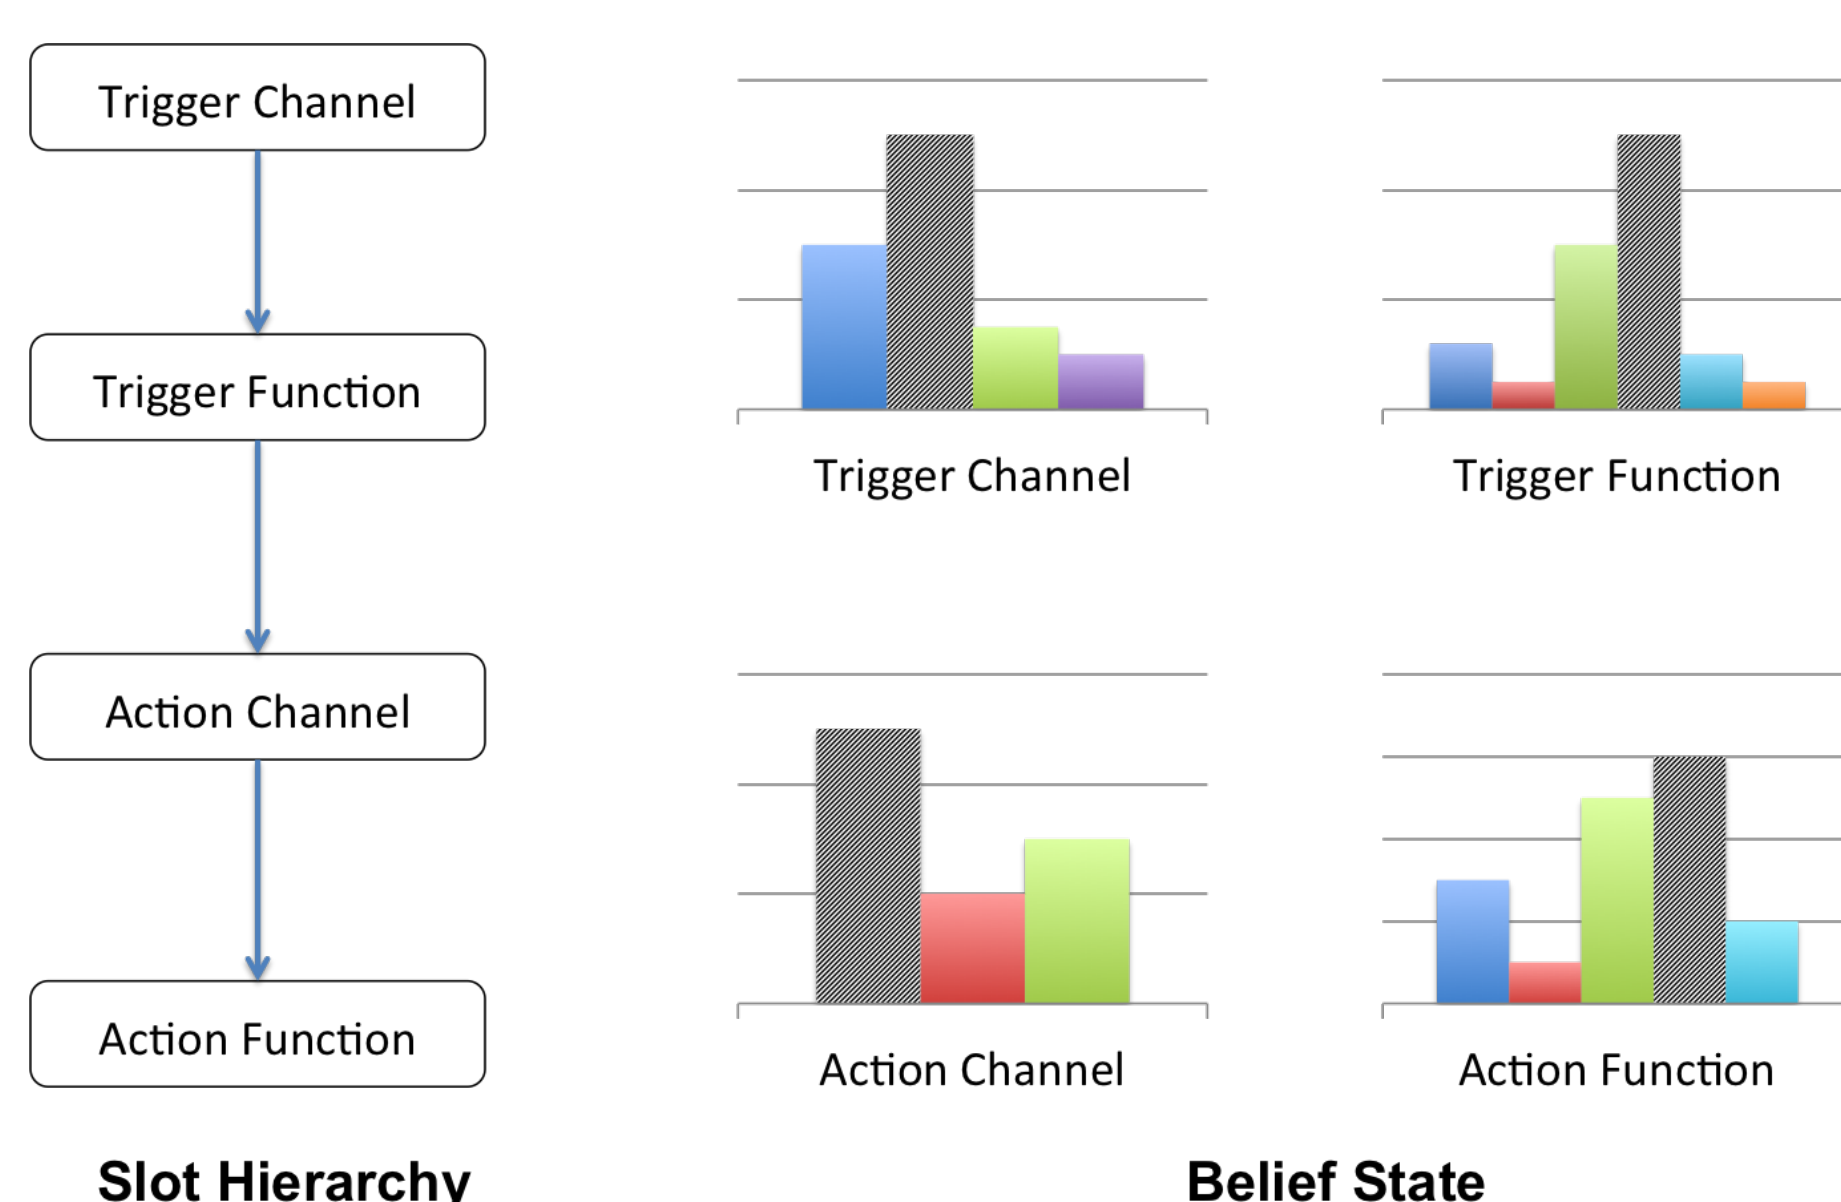 Trigger Channel
Trigger Function
Action Channel
Action Function
Slot Hierarchy
Trigger Channel
Trigger Function
Action Channel
Action Function
Belief State